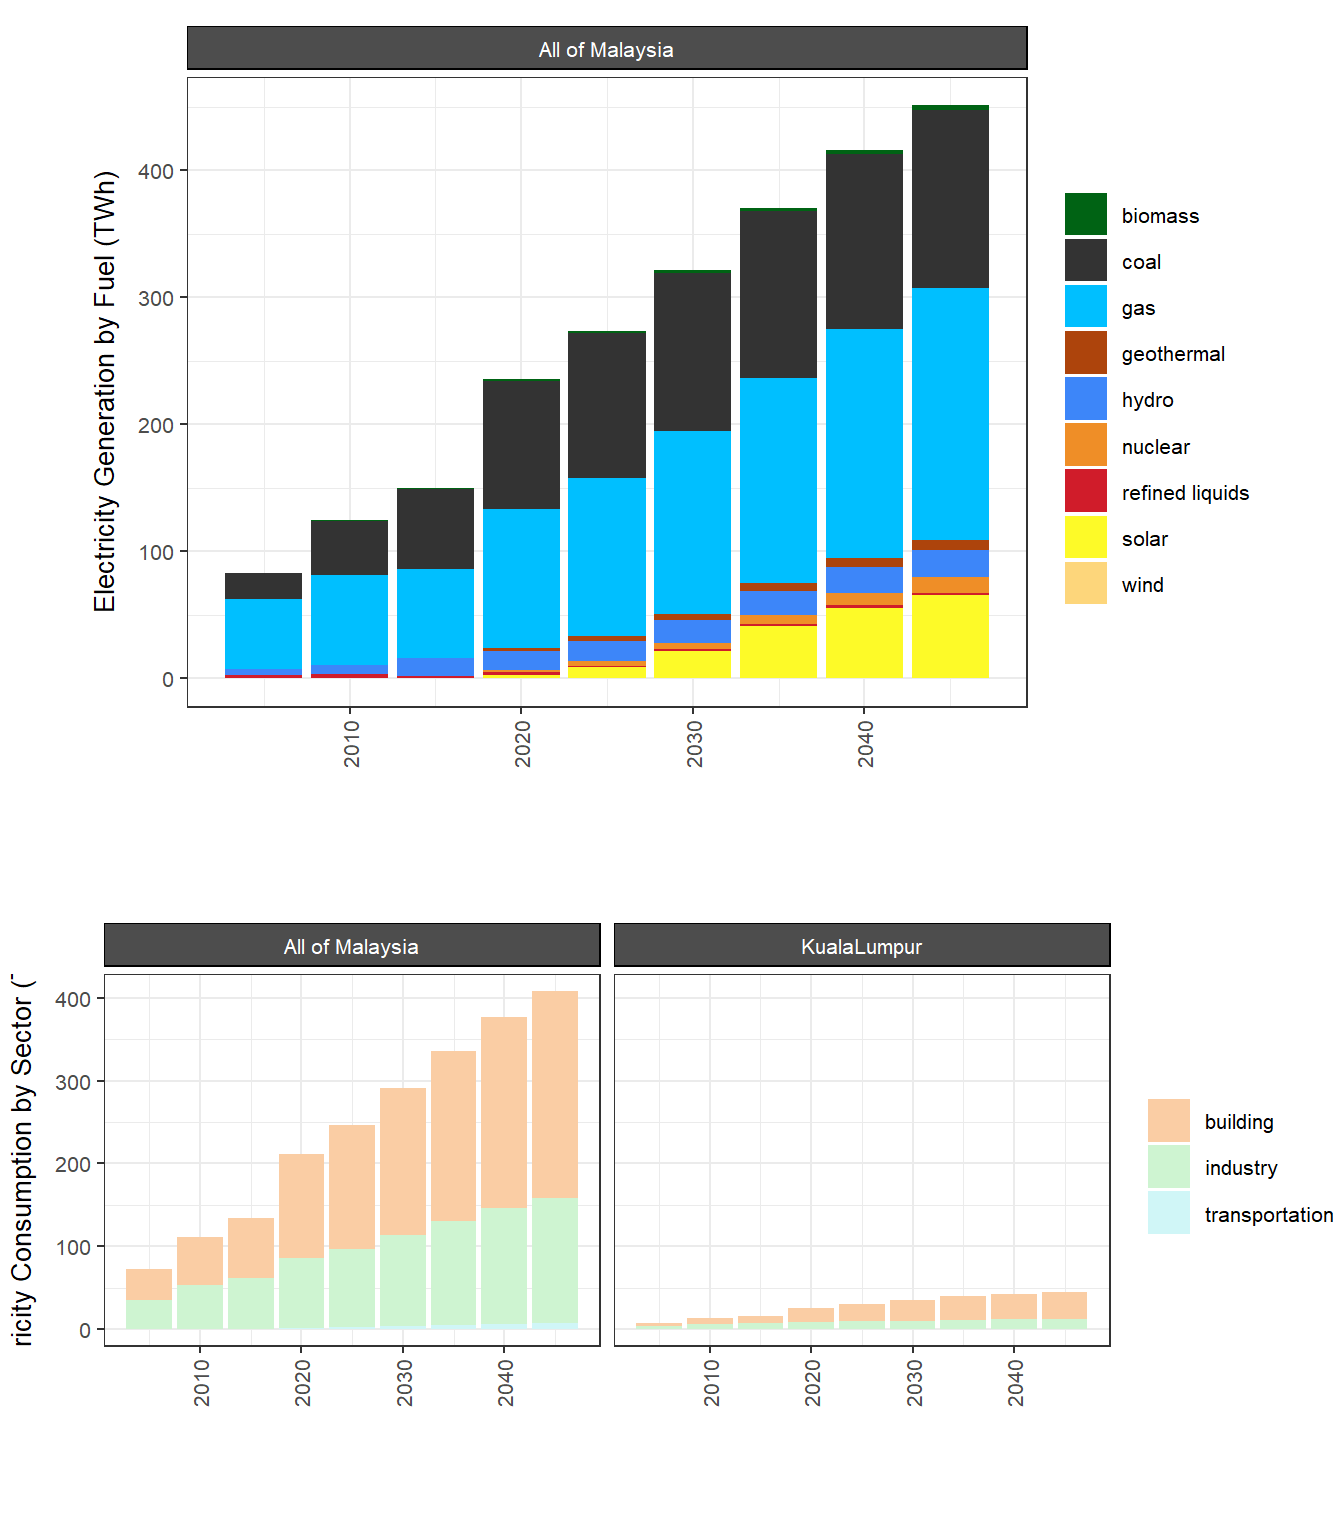 All of Malaysia
Electricity Generation by Fuel (TWh)
400
300
200
100
0
2010
2020
2030
2040
biomass
coal
gas
geothermal
hydro
nuclear
refined liquids
solar
wind
All of Malaysia
KualaLumpur
ricity Consumption by Sector (
400
300
200
100
0
2010
2020
2030
2040
2010
2020
2030
2040
building
industry
transportation